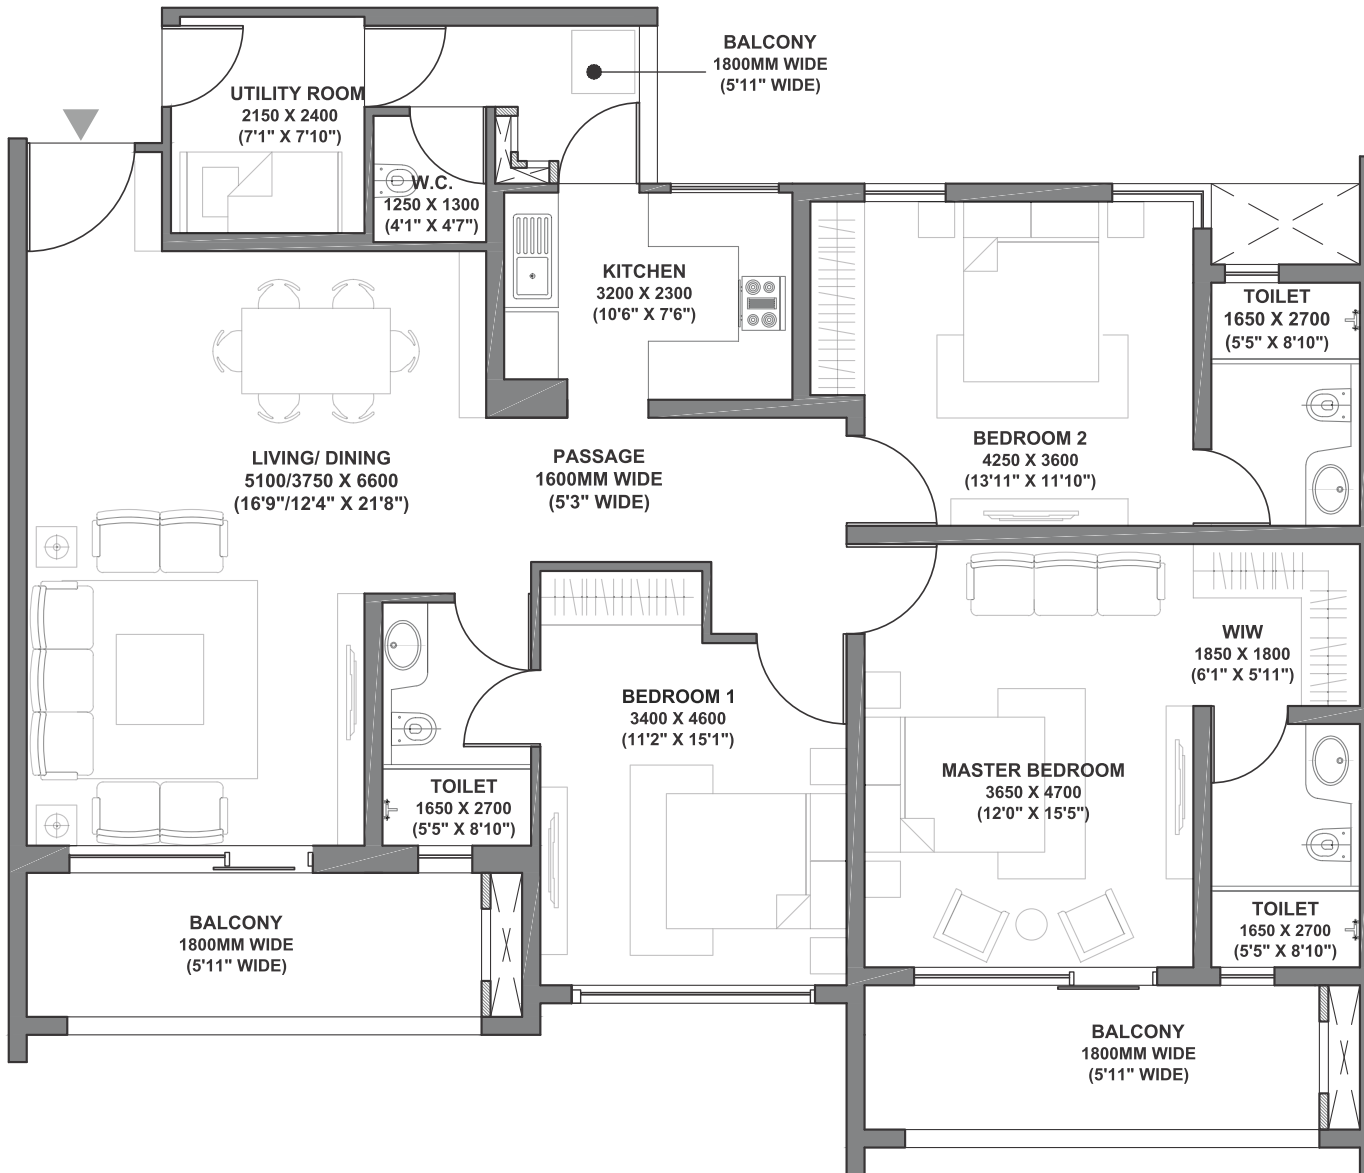 BALCONY
1800MM WIDE
(5'11" WIDE)
UTILITY ROOM
2150 X 2400
(7'1" X 7'10")
W.C.
1250 X 1300
(4'1" X 4'7")
KITCHEN
3200 X 2300
(10'6" X 7'6")
TOILET
1650 X 2700
(5'5" X 8'10")
LIVING/ DINING
5100/3750 X 6600
(16'9"/12'4" X 21'8")
PASSAGE
1600MM WIDE
(5'3" WIDE)
BEDROOM 2
4250 X 3600
(13'11" X 11'10")
WIW
1850 X 1800
(6'1" X 5'11")
BEDROOM 1
3400 X 4600
(11'2" X 15'1")
MASTER BEDROOM
3650 X 4700
(12'0" X 15'5")
TOILET
1650 X 2700
(5'5" X 8'10")
BALCONY
1800MM WIDE
(5'11" WIDE)
TOILET
1650 X 2700
(5'5" X 8'10")
BALCONY
1800MM WIDE
(5'11" WIDE)